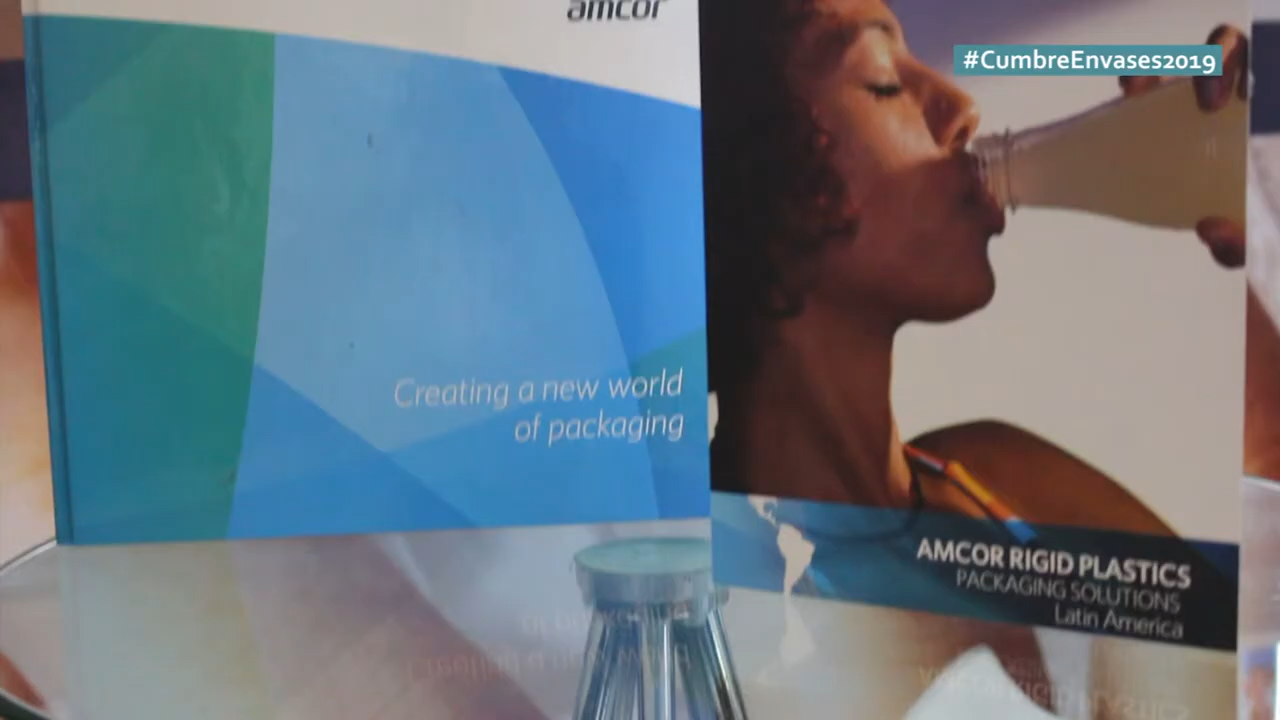 amcor
#CumbreEnvases2019
Creating a new world
of packaging
AMCOR RIGID PLASTICS
PACKAGING SOLUTIONS
Latin America